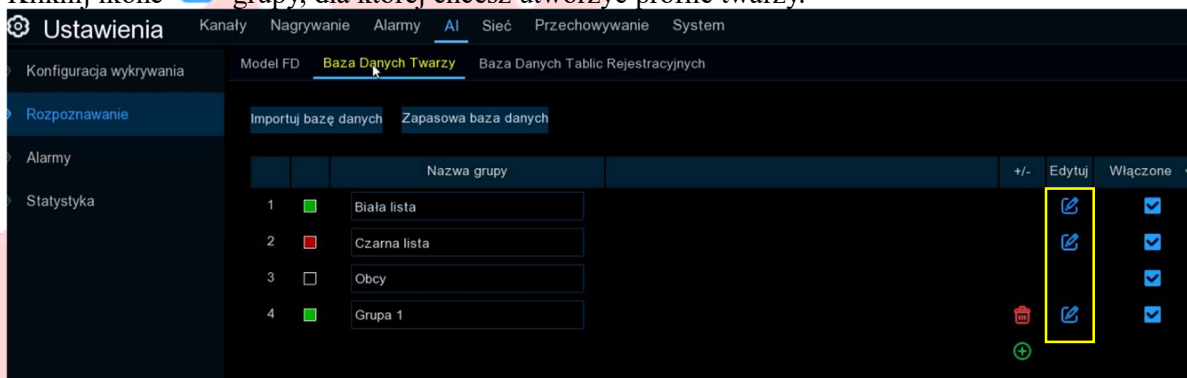 Kliknij ikonę grupy, dla której chcesz utworzyć profile twarzy.
Ustawienia Kanały Nagrywanie Alarmy AI Sieć Przechowywanie System
Konfiguracja wykrywania Model FD Baza Danych Twarzy Baza Danych Tablic Rejestracyjnych
Rozpoznawanie Importuj bazę danych Zapasowa baza danych
Alarmy Nazwa grupy +/- Edytuj Włączone
Statystyka 1 Biała lista
2 Czarna lista
3 Obcy
4 Grupa 1